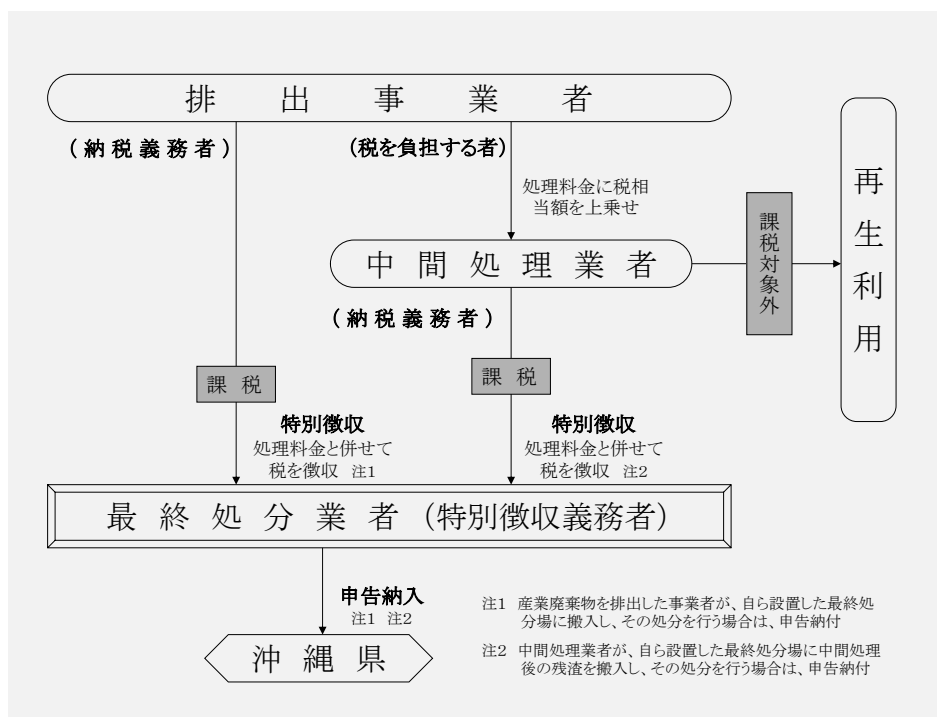 排出事業者
(納税義務者)
(税を負担する者)
処理料金に税相
当額を上乗せ
課税対象外
再生利用
中間処理業者
(納税義務者)
課税
課税
特別徴収
処理料金と併せて
税を徴収 注1
特別徴収
処理料金と併せて
税を徴収 注2
最終処分業者(特別徴収義務者)
申告納入
注1 注2
沖縄県
注1 産業廃棄物を排出した事業者が、自ら設置した最終処
分場に搬入し、その処分を行う場合は、申告納付
注2 中間処理業者が、自ら設置した最終処分場に中間処理
後の残渣を搬入し、その処分を行う場合は、申告納付